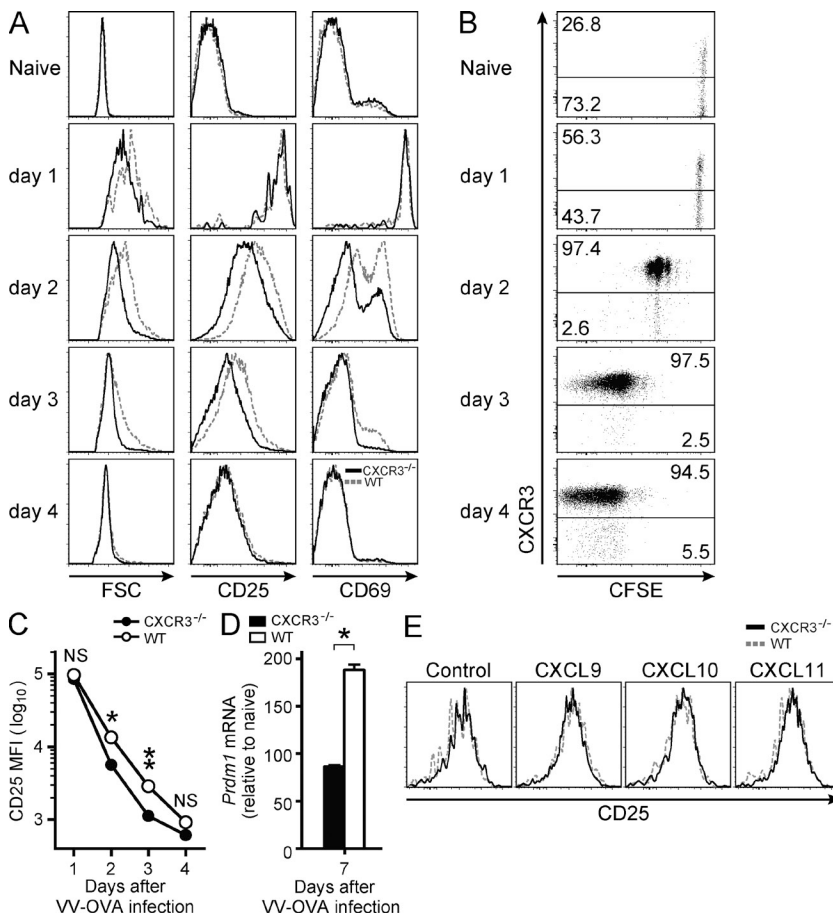 A
Naive
day 1
day 2
day 3
day 4
CXCR3-/-
WT
FSC
CD25
CD69
B
26.8
73.2
56.3
43.7
97.4
2.6
97.5
2.5
94.5
5.5
CXCR3
CFSE
C
CXCR3-/-
WT
CD25 MFI (log10)
5
4
3
NS
*
**
NS
1 2 3 4
Days after
VV-OVA infection
D
CXCR3-/-
WT
*
Prdm1 mRNA
(relative to naive)
200
150
100
50
0
7
Days after
VV-OVA infection
E
CXCR3-/-
WT
Control CXCL9 CXCL10 CXCL11
CD25